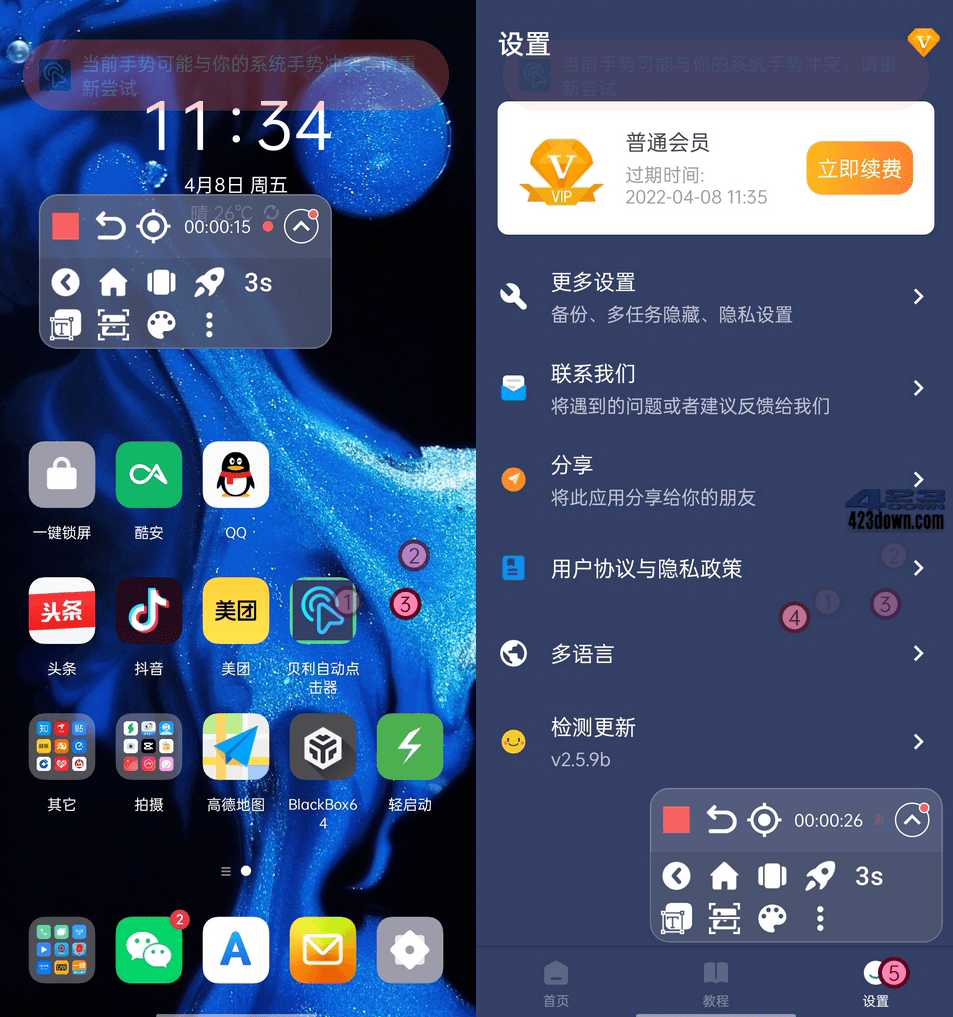 当前手势可能与你的系统手势冲突，请重
新尝试
11:34
4月8日 周五
晴 26℃
00:00:15
3s
T
一键锁屏
酷安
QQ
2
头条
美团
1
3
头条
抖音
美团
贝利自动点
击器
其它
拍摄
高德地图
BlackBox6
4
轻启动
2
A
设置
V
当前手势可能与你的系统手势冲突，请重
新尝试
V
VIP
普通会员
过期时间:
2022-04-08 11:35
立即续费
更多设置
备份、多任务隐藏、隐私设置
联系我们
将遇到的问题或者建议反馈给我们
分享
将此应用分享给你的朋友
423
DOWN
423down.com
用户协议与隐私政策
2
1
3
4
多语言
检测更新
v2.5.9b
00:00:26
3s
T
首页
教程
设置
5